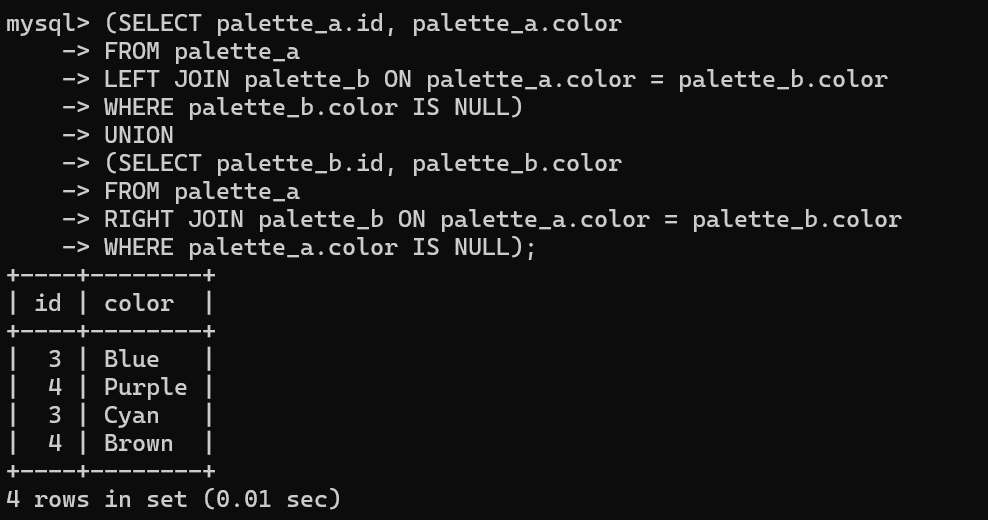 mysql> (SELECT palette_a.id, palette_a.color
    -> FROM palette_a
    -> LEFT JOIN palette_b ON palette_a.color = palette_b.color
    -> WHERE palette_b.color IS NULL)
    -> UNION
    -> (SELECT palette_b.id, palette_b.color
    -> FROM palette_a
    -> RIGHT JOIN palette_b ON palette_a.color = palette_b.color
    -> WHERE palette_a.color IS NULL);
+----+--------+
| id | color  |
+----+--------+
|  3 | Blue   |
|  4 | Purple |
|  3 | Cyan   |
|  4 | Brown  |
+----+--------+
4 rows in set (0.01 sec)